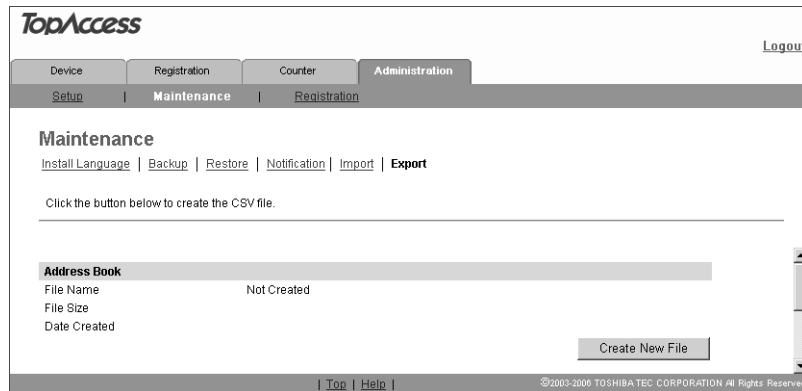 TopAccess
Logout
Device Registration Counter Administration
Setup | Maintenance | Registration
Maintenance
Install Language | Backup | Restore | Notification | Import | Export
Click the button below to create the CSV file.
Address Book
File Name Not Created
File Size
Date Created
Create New File
| Top | Help | ©2003-2006 TOSHIBA TEC CORPORATION All Rights Reserved